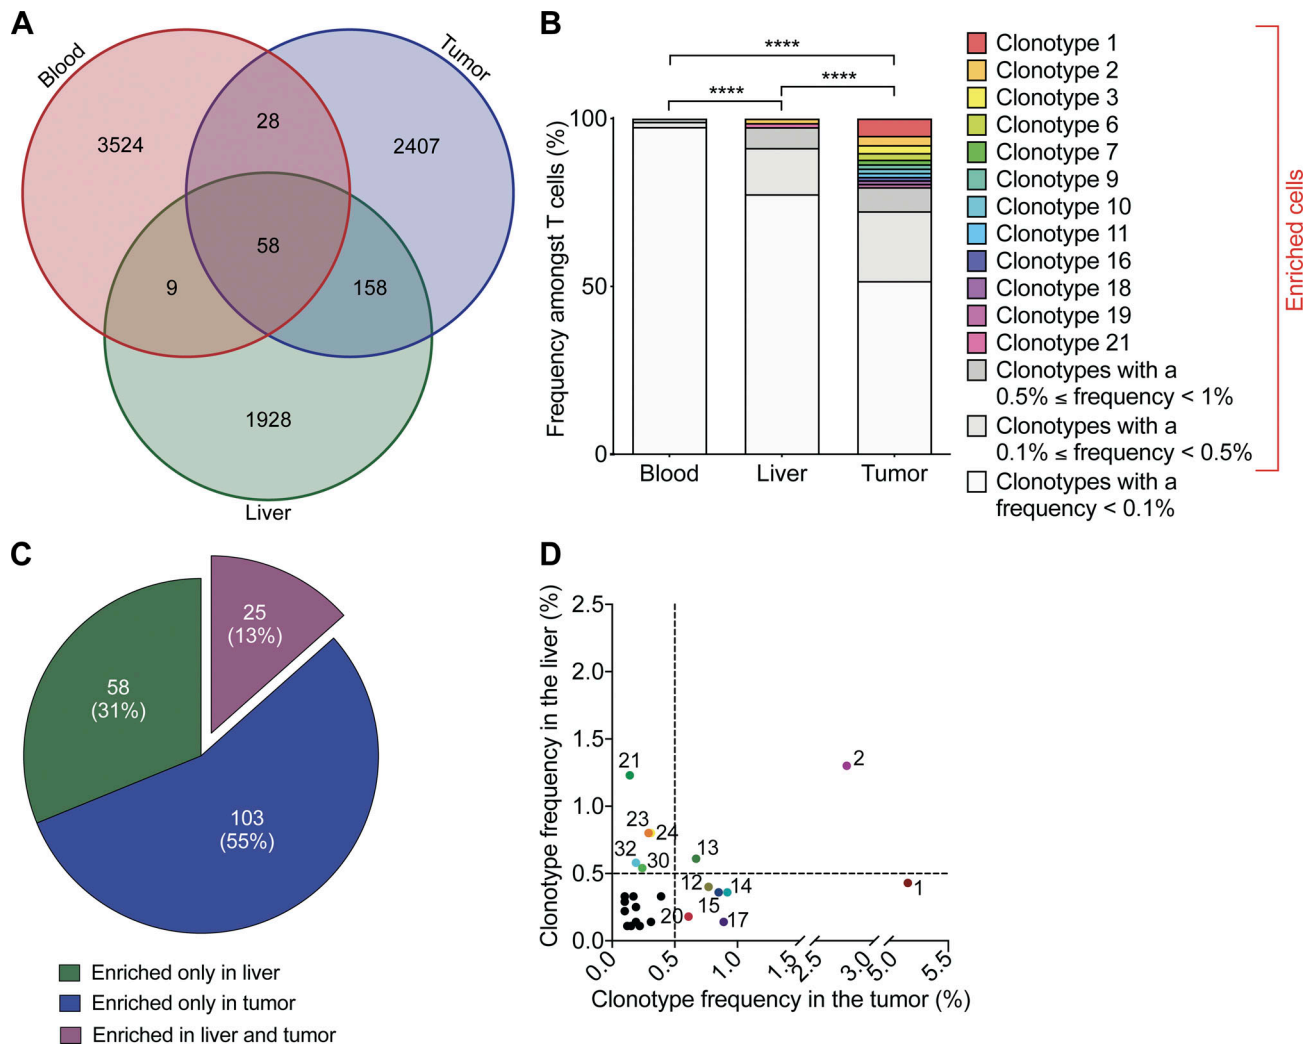 A
Blood
Tumor
3524
28
2407
58
9
158
1928
Liver
B
****
****
****
Frequency amongst T cells (%)
100
50
0
Blood
Liver
Tumor
Clonotype 1
Clonotype 2
Clonotype 3
Clonotype 6
Clonotype 7
Clonotype 9
Clonotype 10
Clonotype 11
Clonotype 16
Clonotype 18
Clonotype 19
Clonotype 21
Clonotypes with a
0.5% ≤ frequency < 1%
Clonotypes with a
0.1% ≤ frequency < 0.5%
Clonotypes with a
frequency < 0.1%
Enriched cells
C
25
(13%)
58
(31%)
103
(55%)
Enriched only in liver
Enriched only in tumor
Enriched in liver and tumor
D
Clonotype frequency in the liver (%)
2.5
2.0
1.5
1.0
0.5
0.0
21
2
23
24
13
32
30
12
14
1
15
20
17
0.0
0.5
1.0
1.5
2.5
3.0
5.0
5.5
Clonotype frequency in the tumor (%)